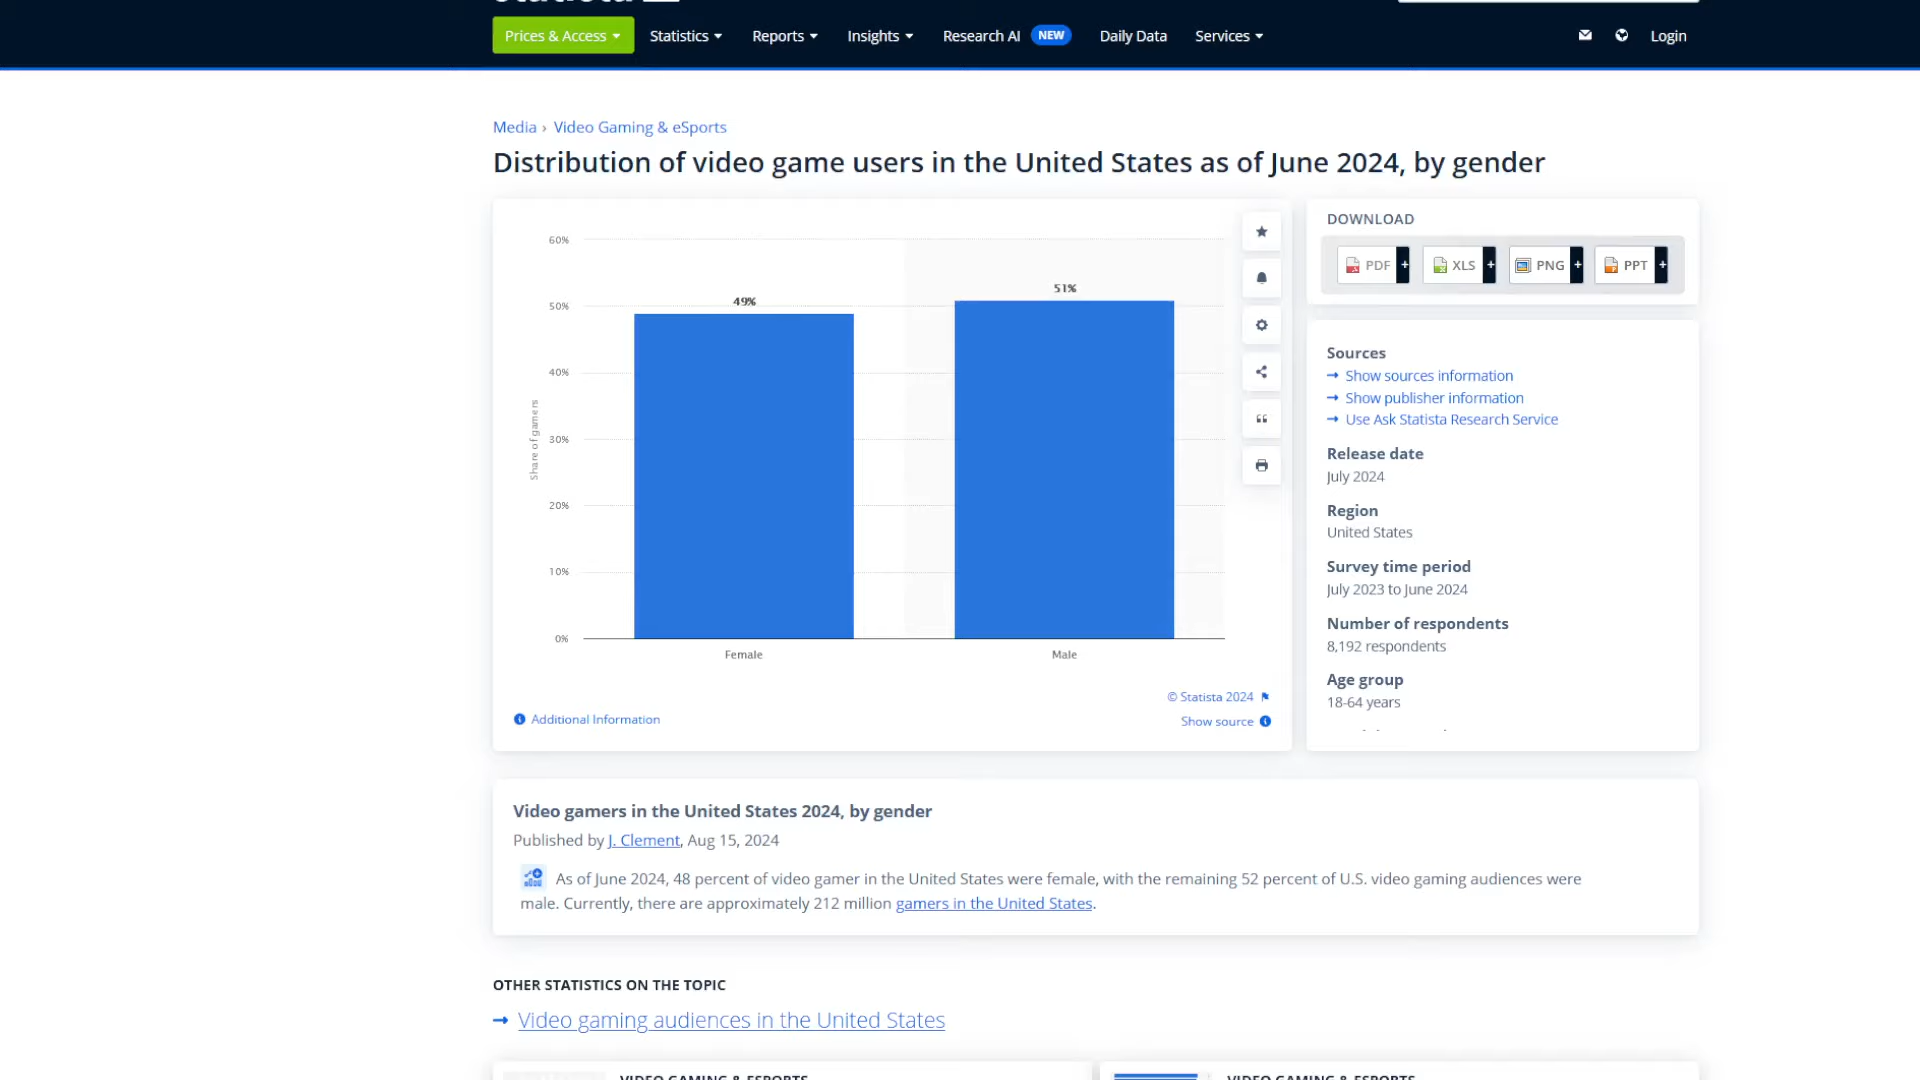 Prices & Access Statistics Reports Insights Research AI NEW Daily Data Services Login
Media › Video Gaming & eSports
Distribution of video game users in the United States as of June 2024, by gender
60%
50%
40%
30%
20%
10%
0%
Share of gamers
49%
51%
Female Male
Additional Information
© Statista 2024
Show source
DOWNLOAD
PDF + XLS + PNG + PPT +
Sources
→ Show sources information
→ Show publisher information
→ Use Ask Statista Research Service
Release date
July 2024
Region
United States
Survey time period
July 2023 to June 2024
Number of respondents
8,192 respondents
Age group
18-64 years
Video gamers in the United States 2024, by gender
Published by J. Clement, Aug 15, 2024
As of June 2024, 48 percent of video gamer in the United States were female, with the remaining 52 percent of U.S. video gaming audiences were
male. Currently, there are approximately 212 million gamers in the United States.
OTHER STATISTICS ON THE TOPIC
→ Video gaming audiences in the United States
VIDEO GAMING & ESPORTS VIDEO GAMING & ESPORTS